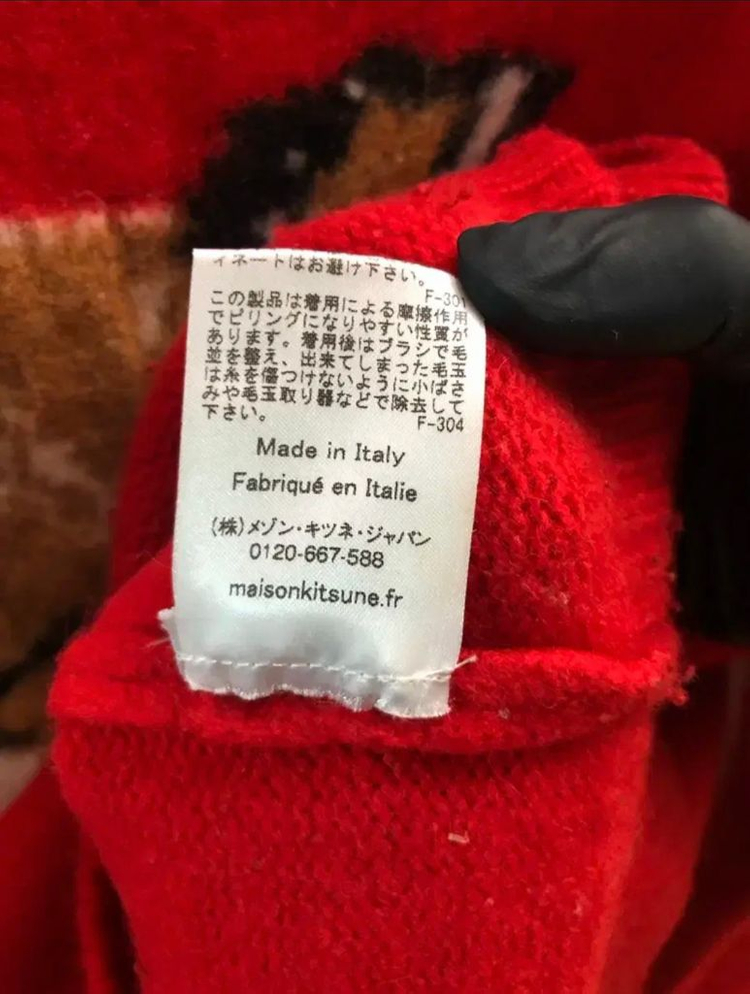 ィネートはお避け下さい。
F-301
この製品は着用による摩擦作用
でピリングになりやすい性質が
あります。着用後はブラシで毛
並を整え、出来てしまった毛玉
は糸を傷つけないように小ばさ
みや毛玉取り器などで除去して
下さい。
F-304
Made in Italy
Fabriqué en Italie
(株)メゾン・キツネ・ジャパン
0120-667-588
maisonkitsune.fr